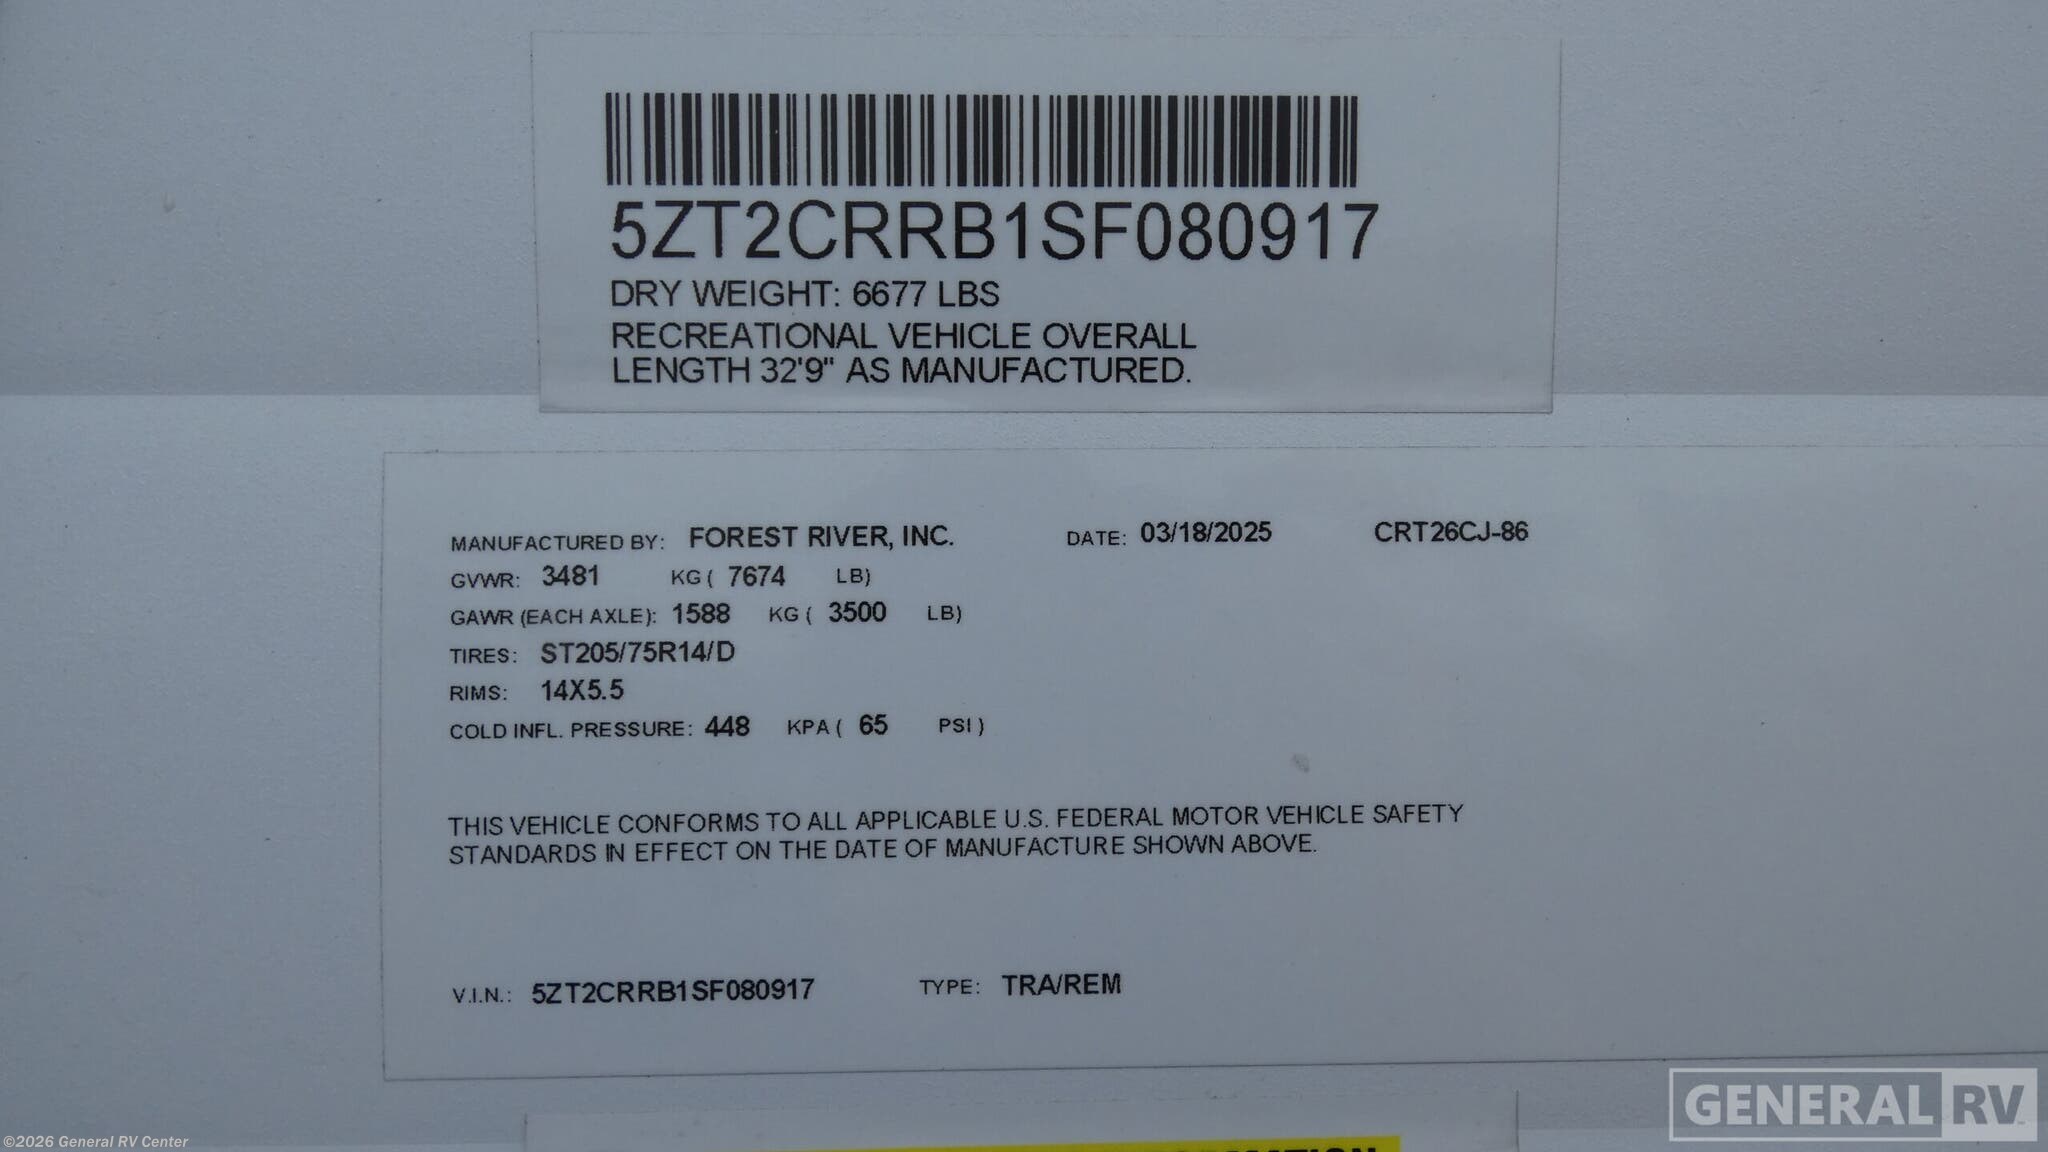 5ZT2CRRB1SF080917
DRY WEIGHT: 6677 LBS
RECREATIONAL VEHICLE OVERALL
LENGTH 32'9" AS MANUFACTURED.
MANUFACTURED BY: FOREST RIVER, INC. DATE: 03/18/2025 CRT26CJ-86
GVWR: 3481 KG ( 7674 LB)
GAWR (EACH AXLE): 1588 KG ( 3500 LB)
TIRES: ST205/75R14/D
RIMS: 14X5.5
COLD INFL. PRESSURE: 448 KPA ( 65 PSI )
THIS VEHICLE CONFORMS TO ALL APPLICABLE U.S. FEDERAL MOTOR VEHICLE SAFETY
STANDARDS IN EFFECT ON THE DATE OF MANUFACTURE SHOWN ABOVE.
V.I.N.: 5ZT2CRRB1SF080917 TYPE: TRA/REM
GENERAL RV
©2026 General RV Center